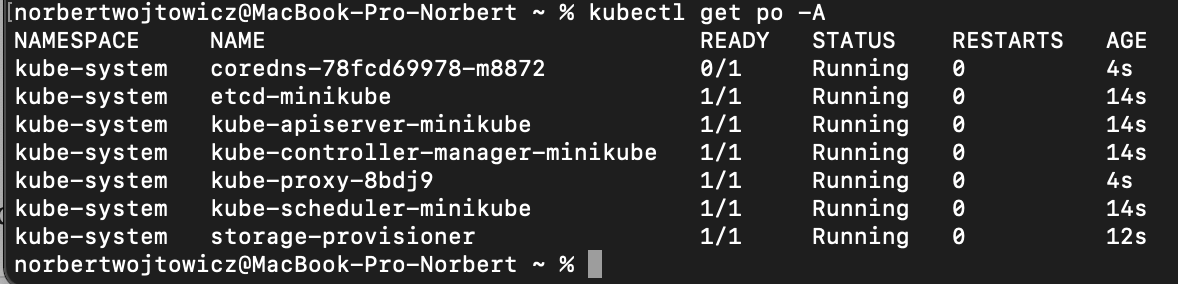 [norbertwojtowicz@MacBook-Pro-Norbert ~ % kubectl get po -A
NAMESPACE NAME READY STATUS RESTARTS AGE
kube-system coredns-78fcd69978-m8872 0/1 Running 0 4s
kube-system etcd-minikube 1/1 Running 0 14s
kube-system kube-apiserver-minikube 1/1 Running 0 14s
kube-system kube-controller-manager-minikube 1/1 Running 0 14s
kube-system kube-proxy-8bdj9 1/1 Running 0 4s
kube-system kube-scheduler-minikube 1/1 Running 0 14s
kube-system storage-provisioner 1/1 Running 0 12s
norbertwojtowicz@MacBook-Pro-Norbert ~ %